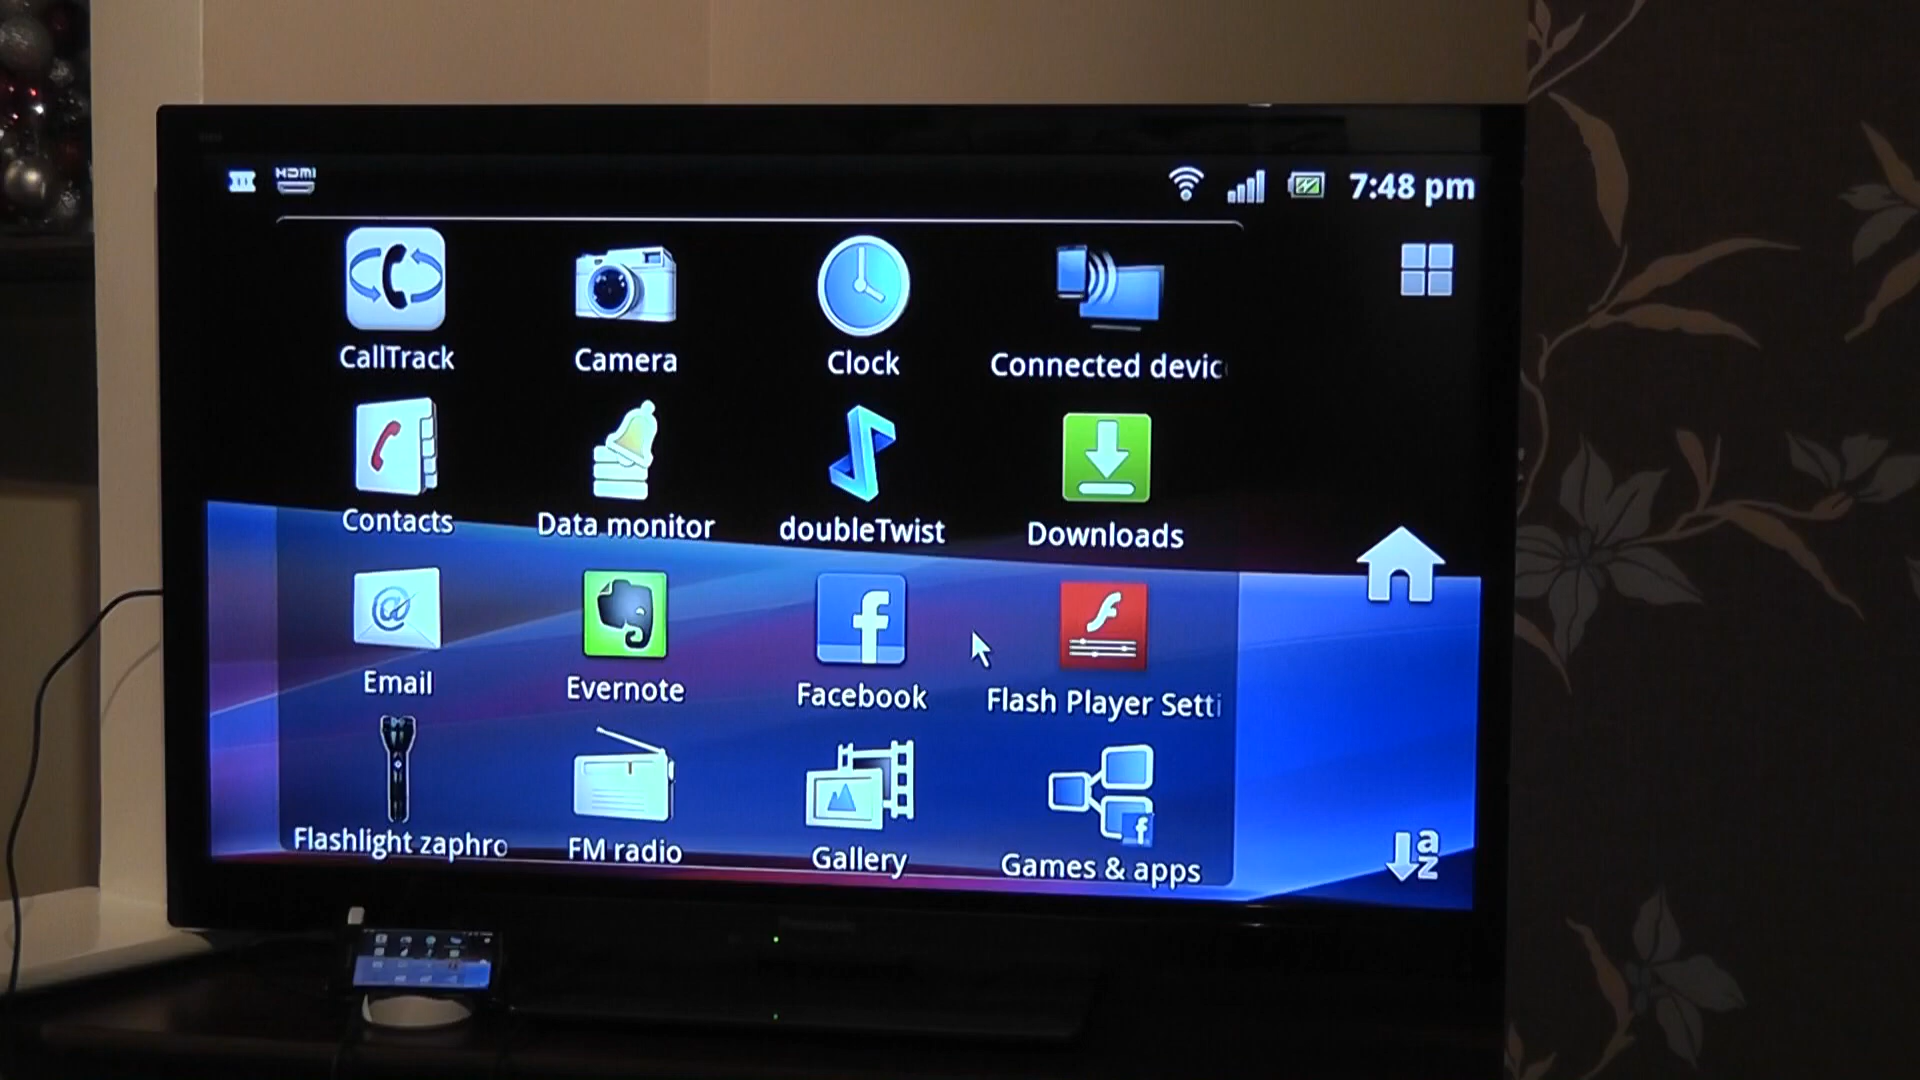 HDMI 7:48 pm
CallTrack Camera Clock Connected devic
Contacts Data monitor doubleTwist Downloads
Email Evernote Facebook Flash Player Setti
Flashlight zaphro FM radio Gallery Games & apps
a
z
Panasonic